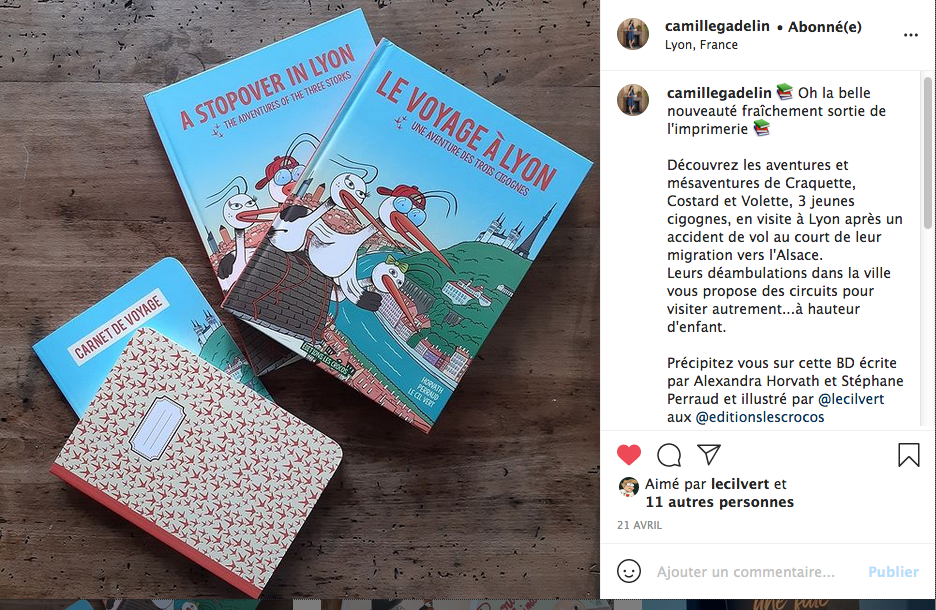 A STOPOVER IN LYON
THE ADVENTURES OF THE THREE STORKS
LE VOYAGE À LYON
UNE AVENTURE DES TROIS CIGOGNES
CARNET DE VOYAGE
EDITIONS LES CROCOS
HORVATH
PERRAUD
LE CIL VERT
camillegadelin • Abonné(e)
Lyon, France
camillegadelin 📚 Oh la belle
nouveauté fraîchement sortie de
l'imprimerie 📚
Découvrez les aventures et
mésaventures de Craquette,
Costard et Volette, 3 jeunes
cigognes, en visite à Lyon après un
accident de vol au court de leur
migration vers l'Alsace.
Leurs déambulations dans la ville
vous propose des circuits pour
visiter autrement...à hauteur
d'enfant.
Précipitez vous sur cette BD écrite
par Alexandra Horvath et Stéphane
Perraud et illustré par @lecilvert
aux @editionslescrocos
Aimé par lecilvert et
11 autres personnes
21 AVRIL
Ajouter un commentaire...
Publier